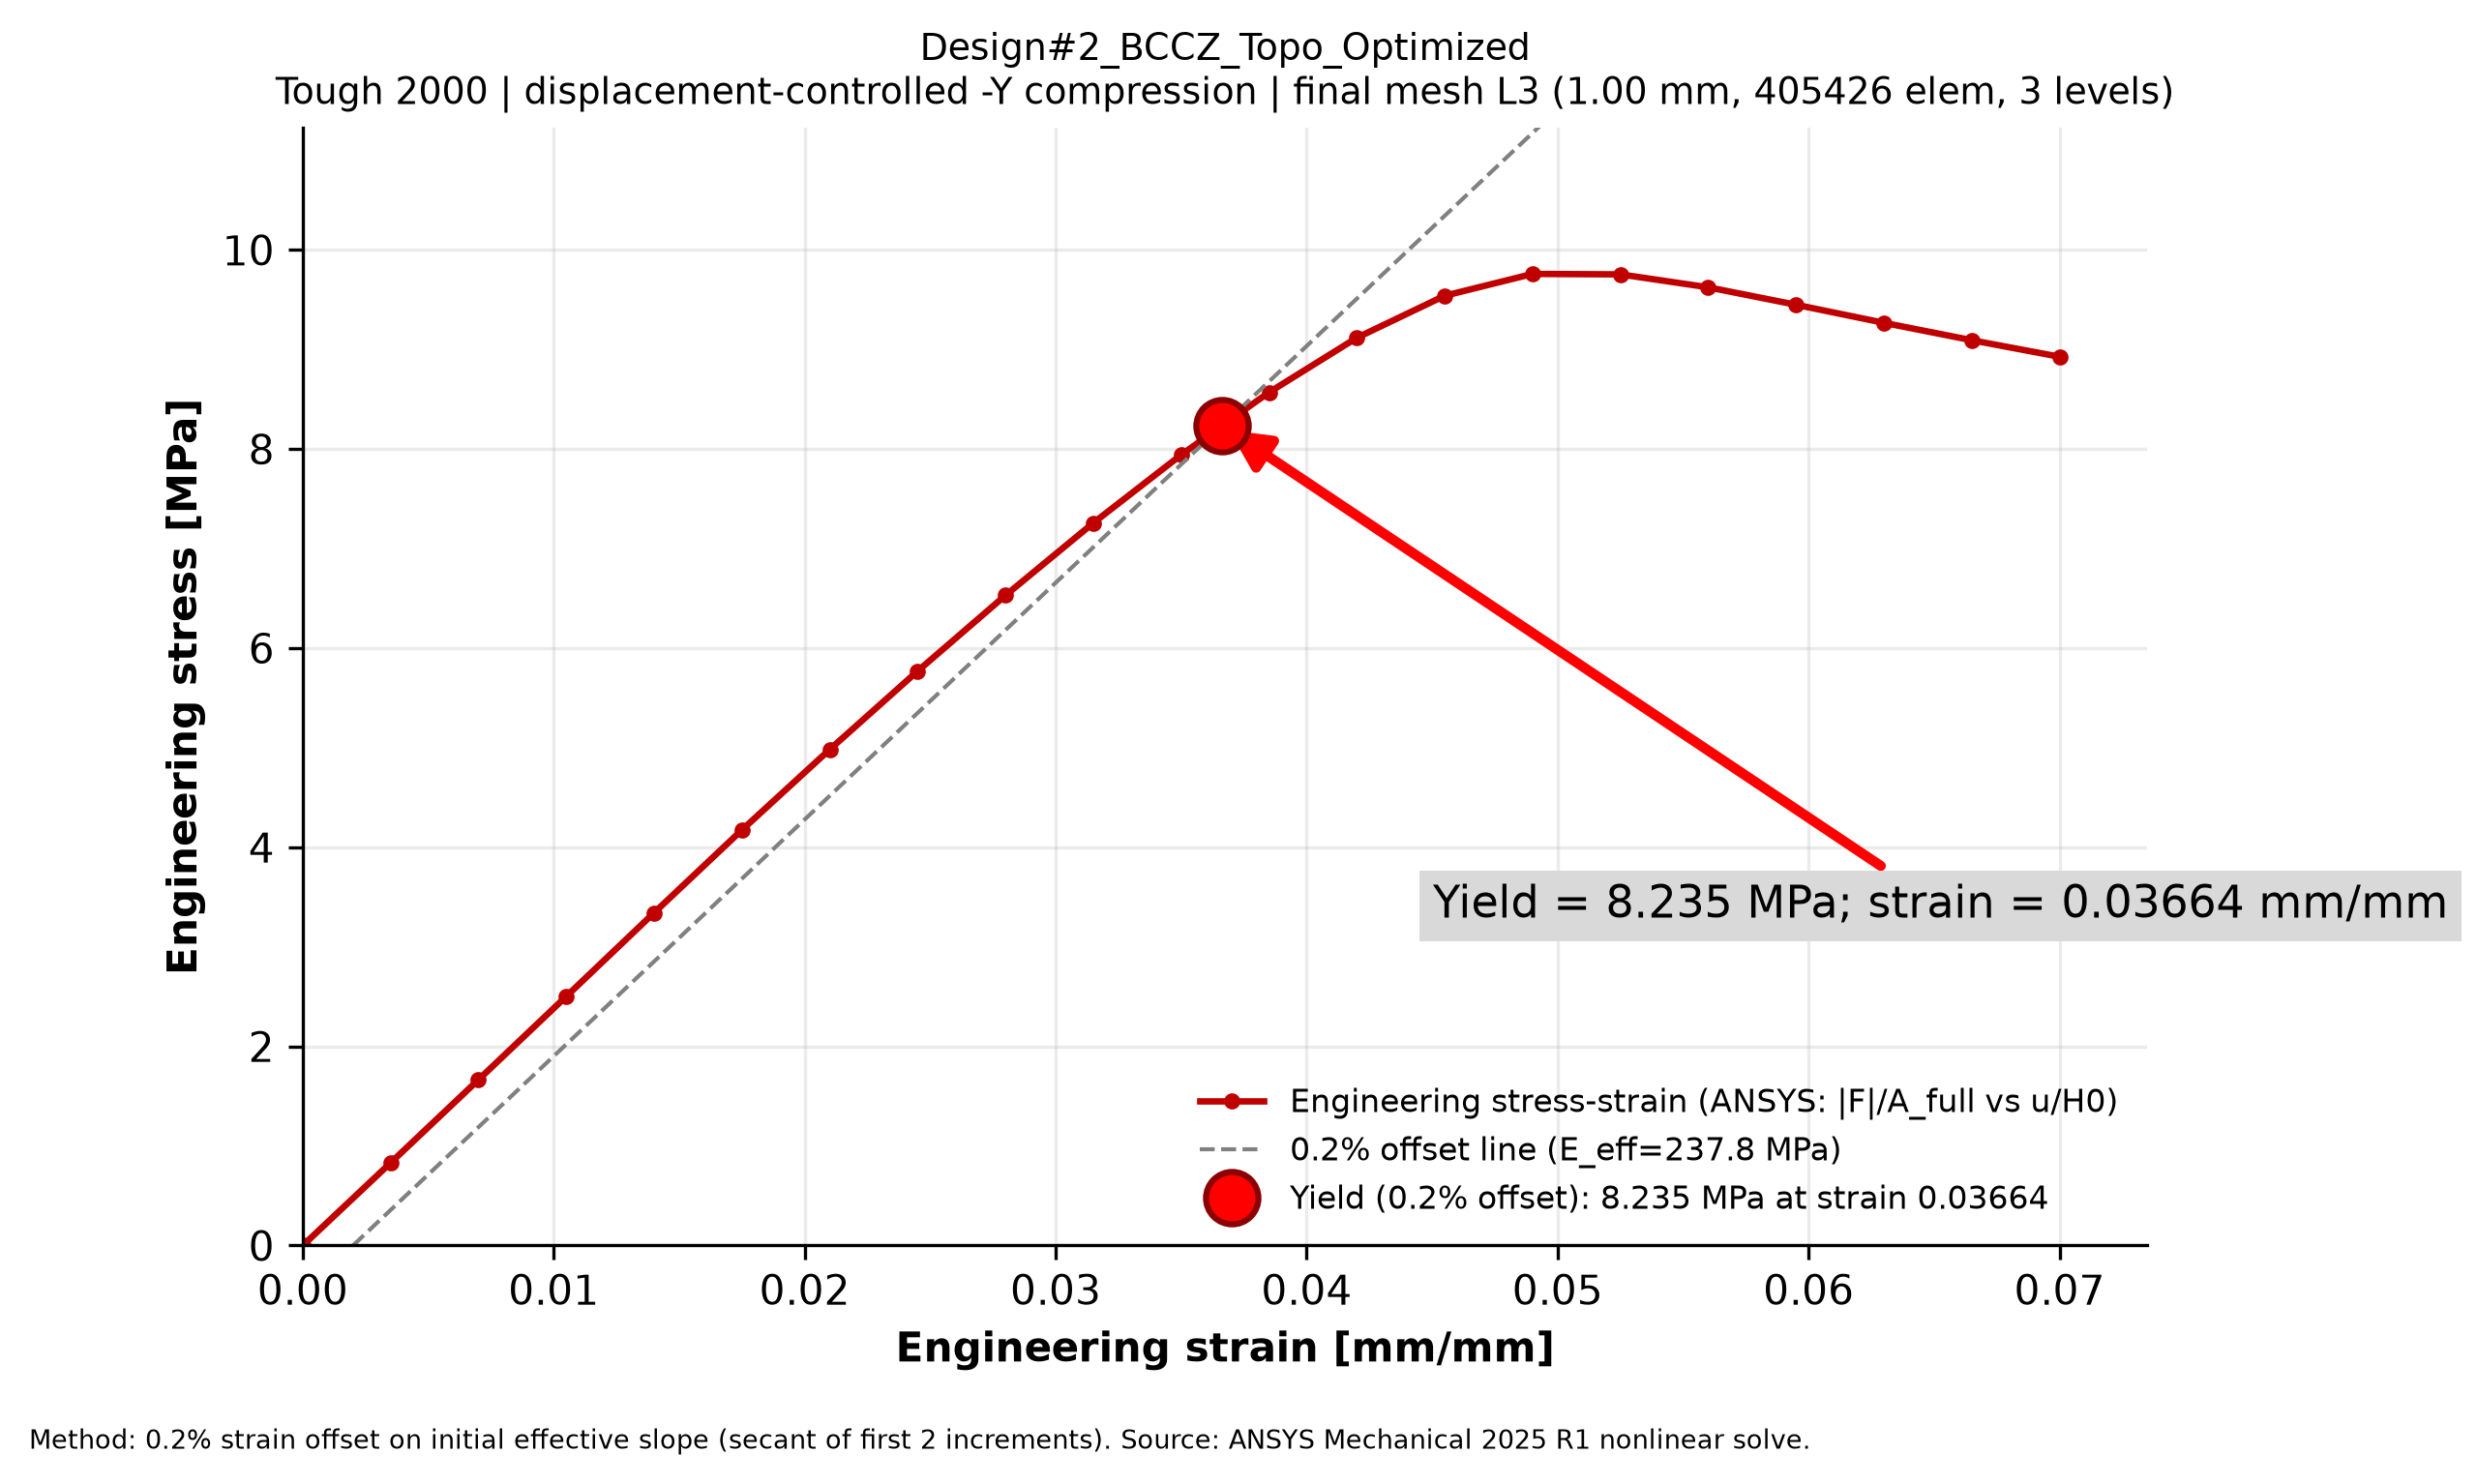 Design#2_BCCZ_Topo_Optimized
Tough 2000 | displacement-controlled -Y compression | final mesh L3 (1.00 mm, 405426 elem, 3 levels)
Engineering stress [MPa]
10
8
6
4
2
0
Yield = 8.235 MPa; strain = 0.03664 mm/mm
Engineering stress-strain (ANSYS: |F|/A_full vs u/H0)
0.2% offset line (E_eff=237.8 MPa)
Yield (0.2% offset): 8.235 MPa at strain 0.03664
0.00 0.01 0.02 0.03 0.04 0.05 0.06 0.07
Engineering strain [mm/mm]
Method: 0.2% strain offset on initial effective slope (secant of first 2 increments). Source: ANSYS Mechanical 2025 R1 nonlinear solve.